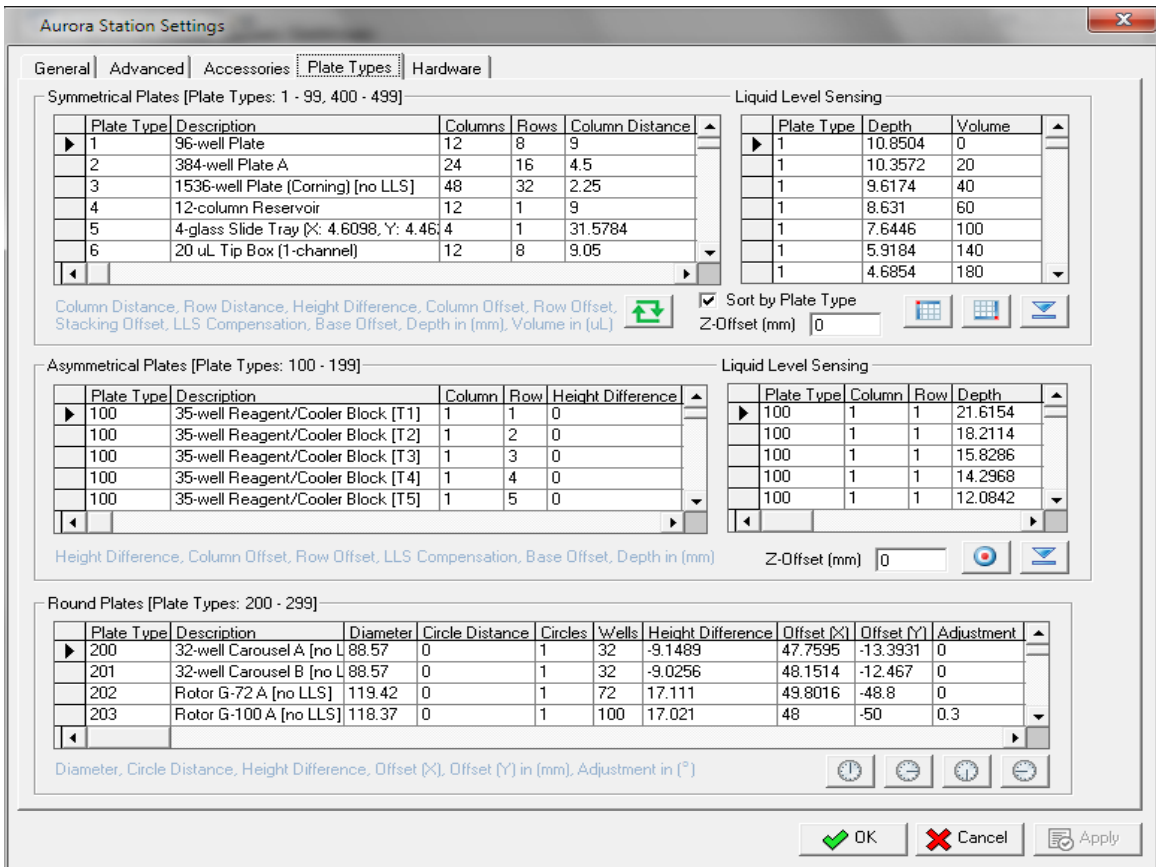 Aurora Station Settings
General Advanced Accessories Plate Types Hardware
Symmetrical Plates [Plate Types: 1 - 99, 400 - 499]
Plate Type Description Columns Rows Column Distance
1 96-well Plate 12 8 9
2 384-well Plate A 24 16 4.5
3 1536-well Plate (Corning) [no LLS] 48 32 2.25
4 12-column Reservoir 12 1 9
5 4-glass Slide Tray (X: 4.6098, Y: 4.46 4 1 31.5784
6 20 uL Tip Box (1-channel) 12 8 9.05
Column Distance, Row Distance, Height Difference, Column Offset, Row Offset,
Stacking Offset, LLS Compensation, Base Offset, Depth in (mm), Volume in (uL)
Liquid Level Sensing
Plate Type Depth Volume
1 10.8504 0
1 10.3572 20
1 9.6174 40
1 8.631 60
1 7.6446 100
1 5.9184 140
1 4.6854 180
Sort by Plate Type
Z-Offset (mm) 0
Asymmetrical Plates [Plate Types: 100 - 199]
Plate Type Description Column Row Height Difference
100 35-well Reagent/Cooler Block [T1] 1 1 0
100 35-well Reagent/Cooler Block [T2] 1 2 0
100 35-well Reagent/Cooler Block [T3] 1 3 0
100 35-well Reagent/Cooler Block [T4] 1 4 0
100 35-well Reagent/Cooler Block [T5] 1 5 0
Height Difference, Column Offset, Row Offset, LLS Compensation, Base Offset, Depth in (mm)
Liquid Level Sensing
Plate Type Column Row Depth
100 1 1 21.6154
100 1 1 18.2114
100 1 1 15.8286
100 1 1 14.2968
100 1 1 12.0842
Z-Offset (mm) 0
Round Plates [Plate Types: 200 - 299]
Plate Type Description Diameter Circle Distance Circles Wells Height Difference Offset (X) Offset (Y) Adjustment
200 32-well Carousel A [no L 88.57 0 1 32 -9.1489 47.7595 -13.3931 0
201 32-well Carousel B [no L 88.57 0 1 32 -9.0256 48.1514 -12.467 0
202 Rotor G-72 A [no LLS] 119.42 0 1 72 17.111 49.8016 -48.8 0
203 Rotor G-100 A [no LLS] 118.37 0 1 100 17.021 48 -50 0.3
Diameter, Circle Distance, Height Difference, Offset (X), Offset (Y) in (mm), Adjustment in (°)
OK Cancel Apply